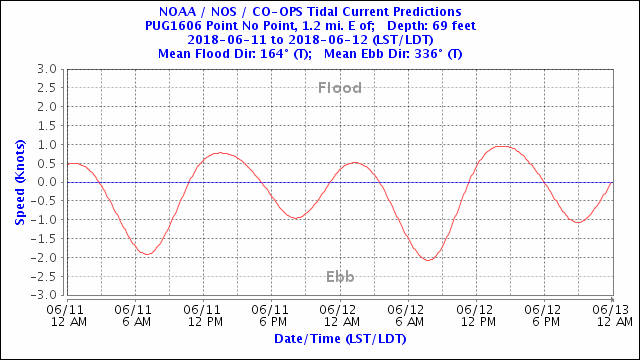 NOAA / NOS / CO-OPS Tidal Current Predictions
PUG1606 Point No Point, 1.2 mi. E of; Depth: 69 feet
2018-06-11 to 2018-06-12 (LST/LDT)
Mean Flood Dir: 164° (T); Mean Ebb Dir: 336° (T)
Speed (Knots)
3.0
2.5
2.0
1.5
1.0
0.5
0.0
-0.5
-1.0
-1.5
-2.0
-2.5
-3.0
Flood
Ebb
06/11 06/11 06/11 06/11 06/12 06/12 06/12 06/12 06/13
12 AM 6 AM 12 PM 6 PM 12 AM 6 AM 12 PM 6 PM 12 AM
Date/Time (LST/LDT)